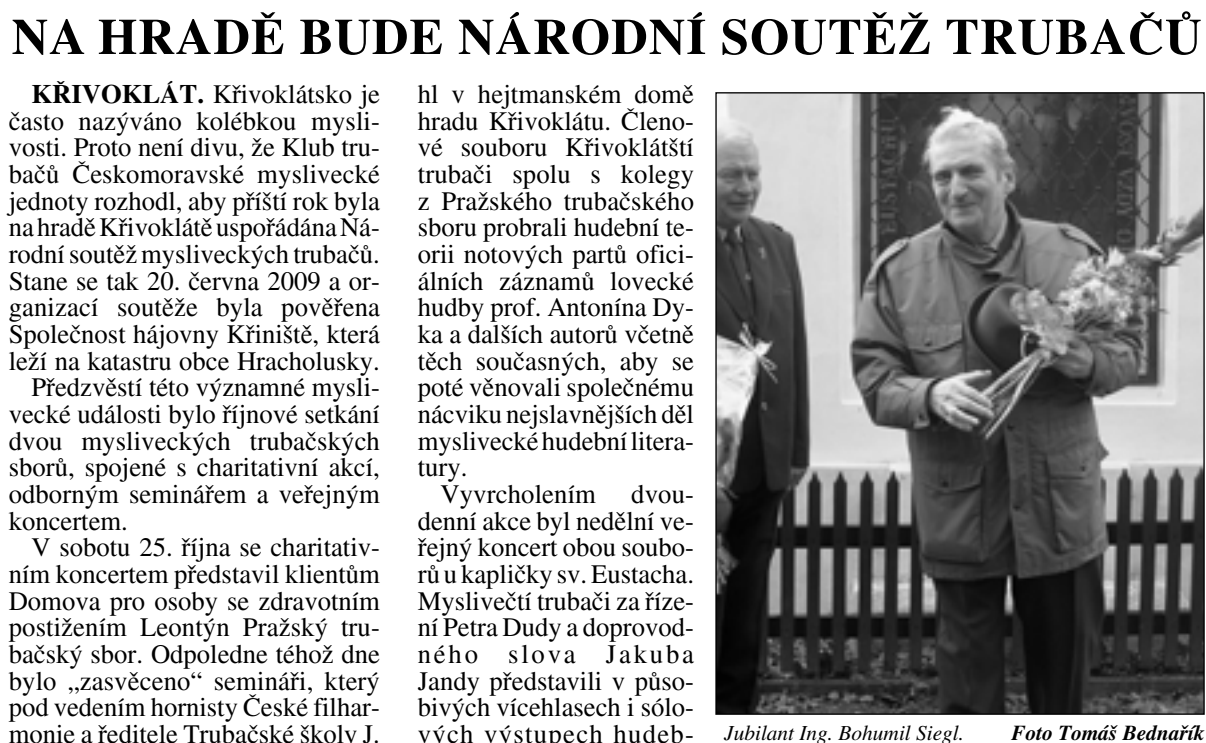 NA HRADĚ BUDE NÁRODNÍ SOUTĚŽ TRUBAČŮ
KŘIVOKLÁT. Křivoklátsko je
často nazýváno kolébkou mysli-
vosti. Proto není divu, že Klub tru-
bačů Českomoravské myslivecké
jednoty rozhodl, aby příští rok byla
na hradě Křivoklátě uspořádána Ná-
rodní soutěž mysliveckých trubačů.
Stane se tak 20. června 2009 a or-
ganizací soutěže byla pověřena
Společnost hájovny Křiniště, která
leží na katastru obce Hracholusky.
Předzvěstí této významné mysli-
vecké události bylo říjnové setkání
dvou mysliveckých trubačských
sborů, spojené s charitativní akcí,
odborným seminářem a veřejným
koncertem.
V sobotu 25. října se charitativ-
ním koncertem představil klientům
Domova pro osoby se zdravotním
postižením Leontýn Pražský tru-
bačský sbor. Odpoledne téhož dne
bylo „zasvěceno“ semináři, který
pod vedením hornisty České filhar-
monie a ředitele Trubačské školy J.
hl v hejtmanském domě
hradu Křivoklátu. Členo-
vé souboru Křivoklátští
trubači spolu s kolegy
z Pražského trubačského
sboru probrali hudební te-
orii notových partů ofici-
álních záznamů lovecké
hudby prof. Antonína Dy-
ka a dalších autorů včetně
těch současných, aby se
poté věnovali společnému
nácviku nejslavnějších děl
myslivecké hudební litera-
tury.
Vyvrcholením dvou-
denní akce byl nedělní ve-
řejný koncert obou soubo-
rů u kapličky sv. Eustacha.
Myslivečtí trubači za říze-
ní Petra Dudy a doprovod-
ného slova Jakuba
Jandy představili v půso-
bivých vícehlasech i sólo-
vých výstupech hudeb-
Jubilant Ing. Bohumil Siegl. Foto Tomáš Bednařík